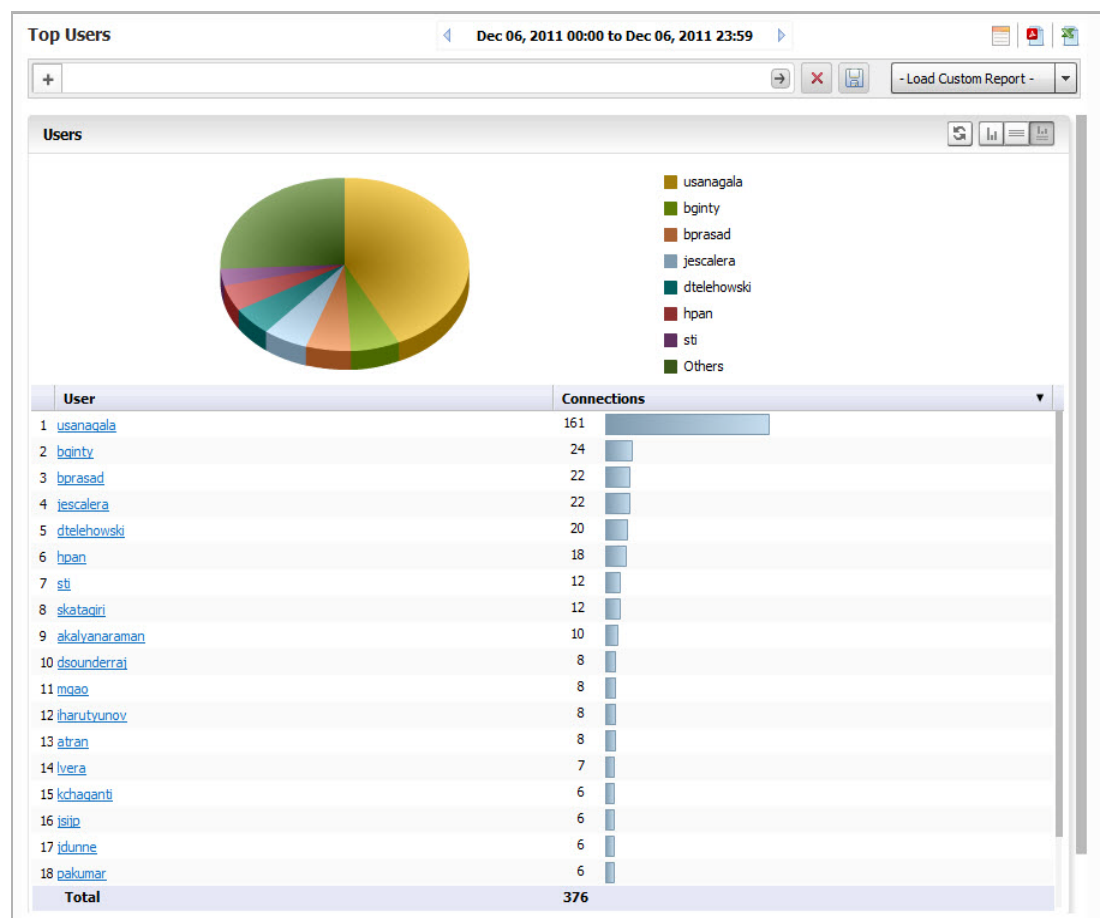 Top Users
Dec 06, 2011 00:00 to Dec 06, 2011 23:59
- Load Custom Report -
Users
usanagala
bginty
bprasad
jescalera
dtelehowski
hpan
sti
Others
User Connections
1 usanagala 161
2 bginty 24
3 bprasad 22
4 jescalera 22
5 dtelehowski 20
6 hpan 18
7 sti 12
8 skatagiri 12
9 akalyanaraman 10
10 dsounderraj 8
11 mgao 8
12 iharutyunov 8
13 atran 8
14 lvera 7
15 kchaganti 6
16 jsijp 6
17 jdunne 6
18 pakumar 6
Total 376